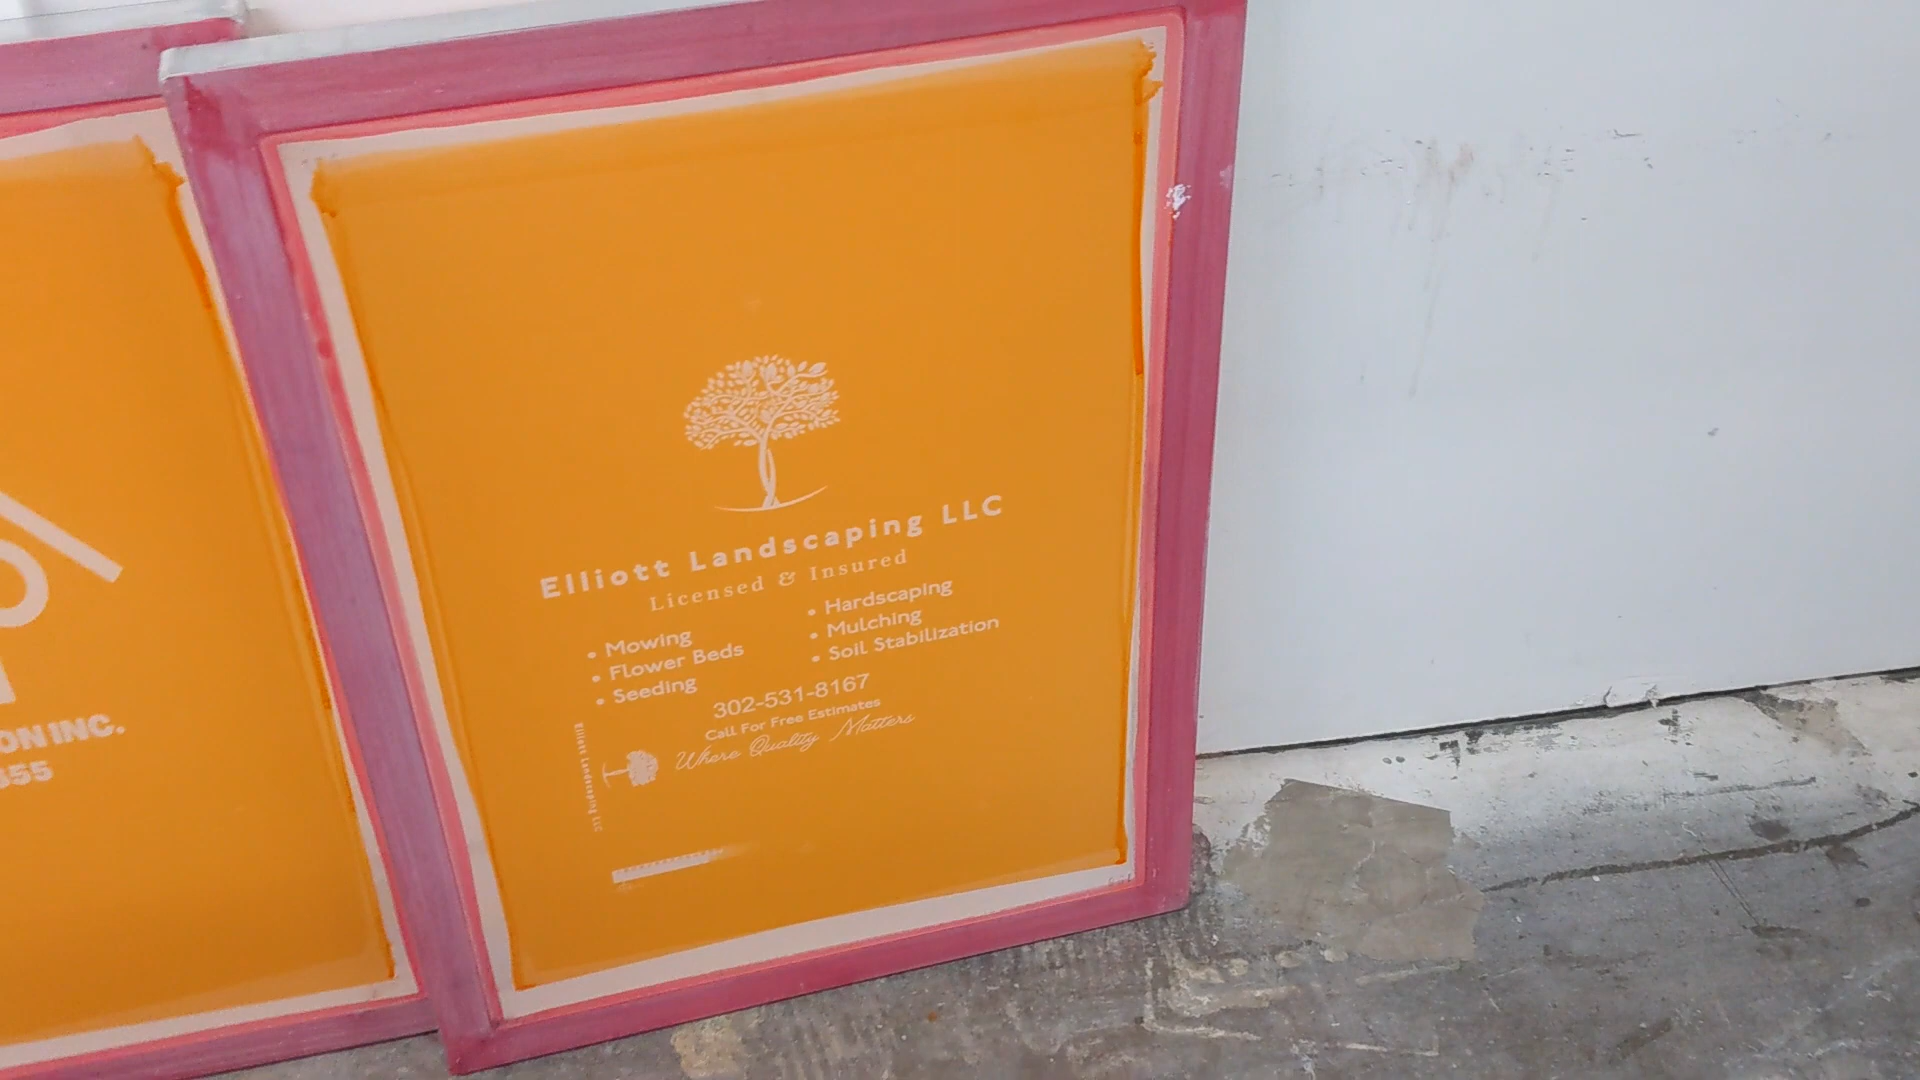 Elliott Landscaping LLC
Licensed & Insured
• Mowing
• Flower Beds
• Seeding
• Hardscaping
• Mulching
• Soil Stabilization
302-531-8167
Call For Free Estimates
Where Quality Matters
Elliott Landscaping LLC
ON INC.